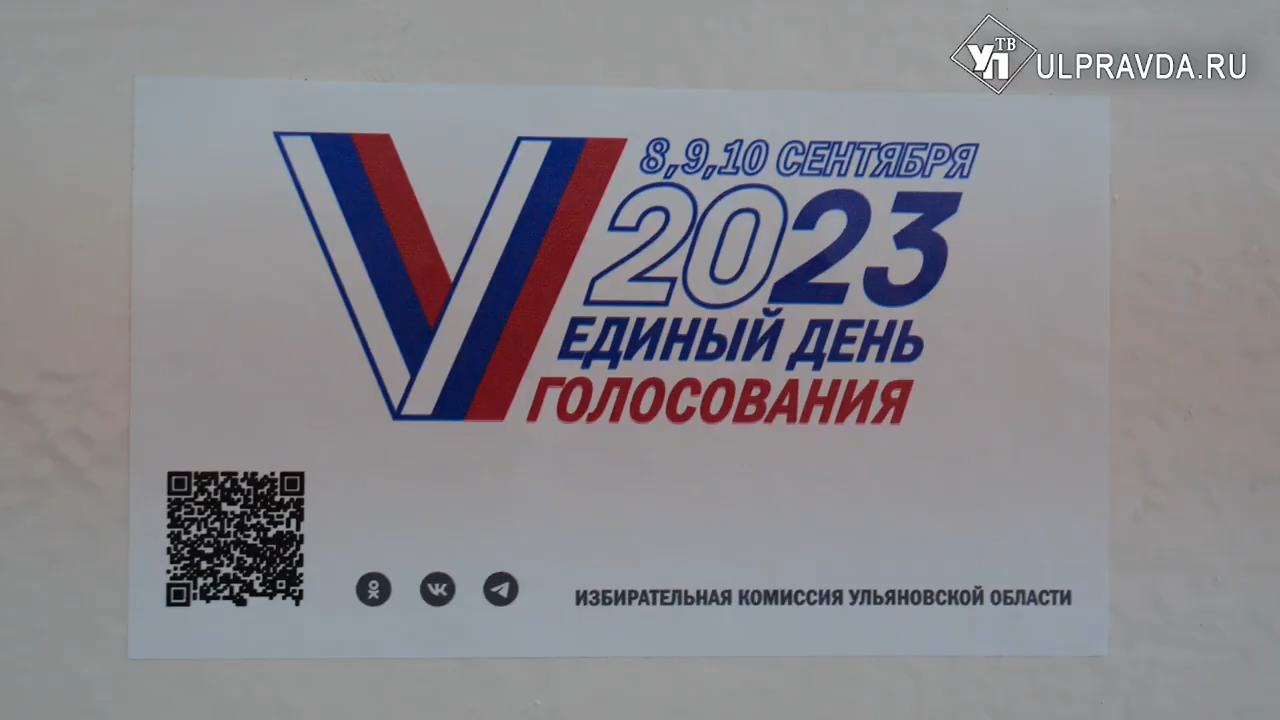 УП ТВ
ULPRAVDA.RU
8,9,10 СЕНТЯБРЯ
2023
ЕДИНЫЙ ДЕНЬ
ГОЛОСОВАНИЯ
ИЗБИРАТЕЛЬНАЯ КОМИССИЯ УЛЬЯНОВСКОЙ ОБЛАСТИ